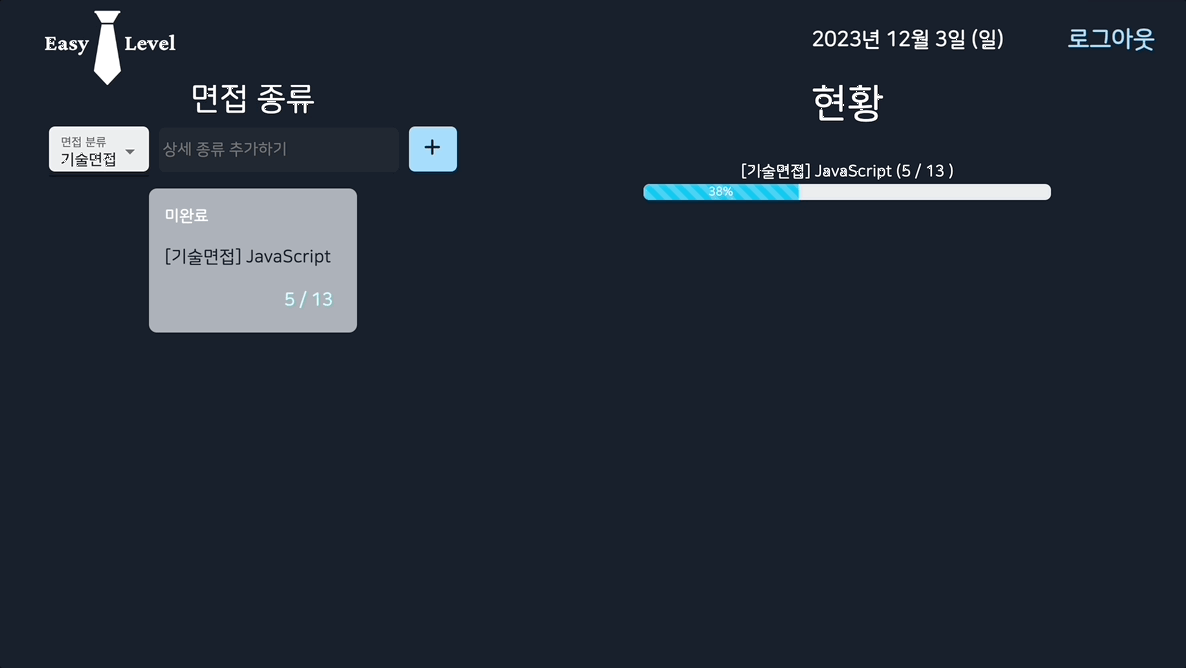 Easy Level
2023년 12월 3일 (일)
로그아웃
면접 종류
면접 분류
기술면접
상세 종류 추가하기
+
미완료
[기술면접] JavaScript
5 / 13
현황
[기술면접] JavaScript (5 / 13 )
38%